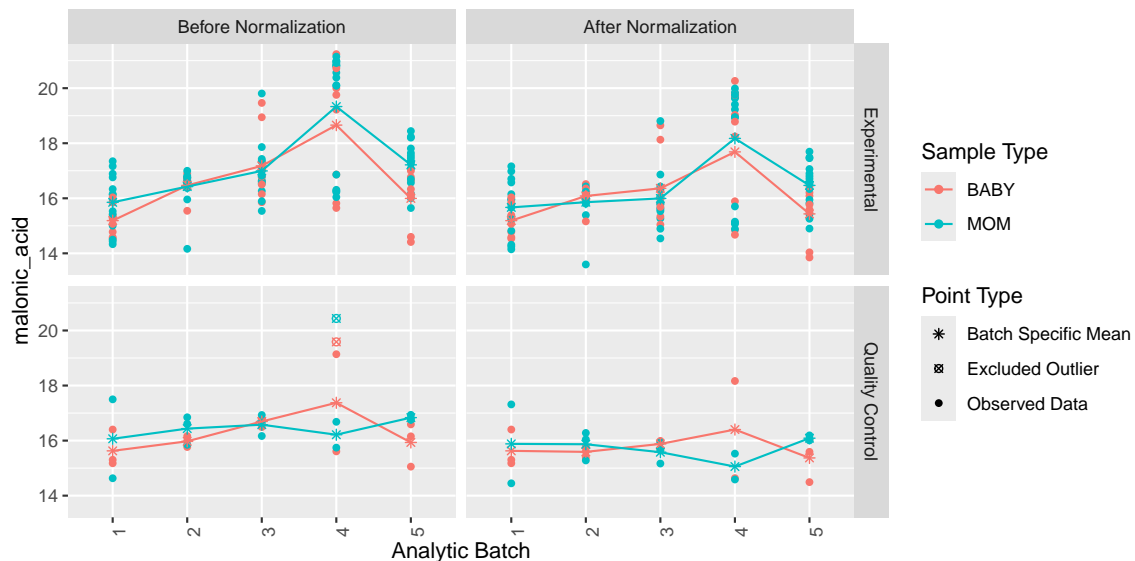 Before Normalization
After Normalization
20
18
16
14
Experimental
20
18
16
14
Quality Control
malonic_acid
1
2
3
4
5
1
2
3
4
5
Analytic Batch
Sample Type
BABY
MOM
Point Type
Batch Specific Mean
Excluded Outlier
Observed Data